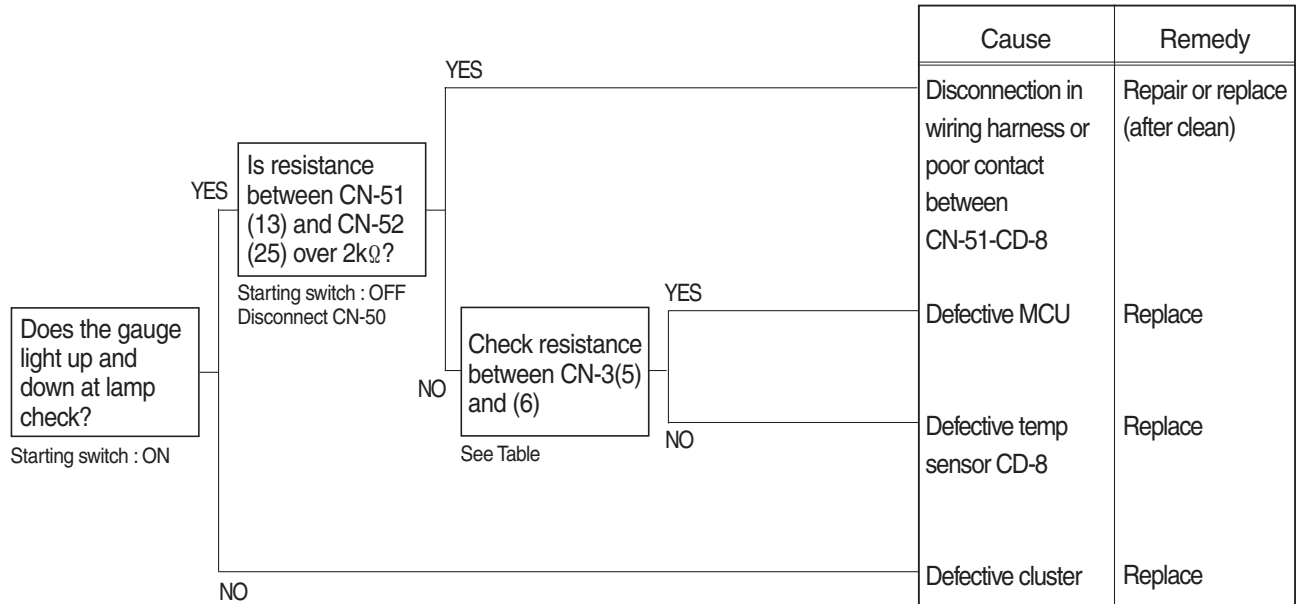 Cause
Remedy
YES
Disconnection in
wiring harness or
poor contact
between
CN-51-CD-8
Repair or replace
(after clean)
YES
Is resistance
between CN-51
(13) and CN-52
(25) over 2kΩ?
Starting switch : OFF
Disconnect CN-50
Does the gauge
light up and
down at lamp
check?
Starting switch : ON
NO
Check resistance
between CN-3(5)
and (6)
See Table
YES
Defective MCU
Replace
NO
Defective temp
sensor CD-8
Replace
NO
Defective cluster
Replace